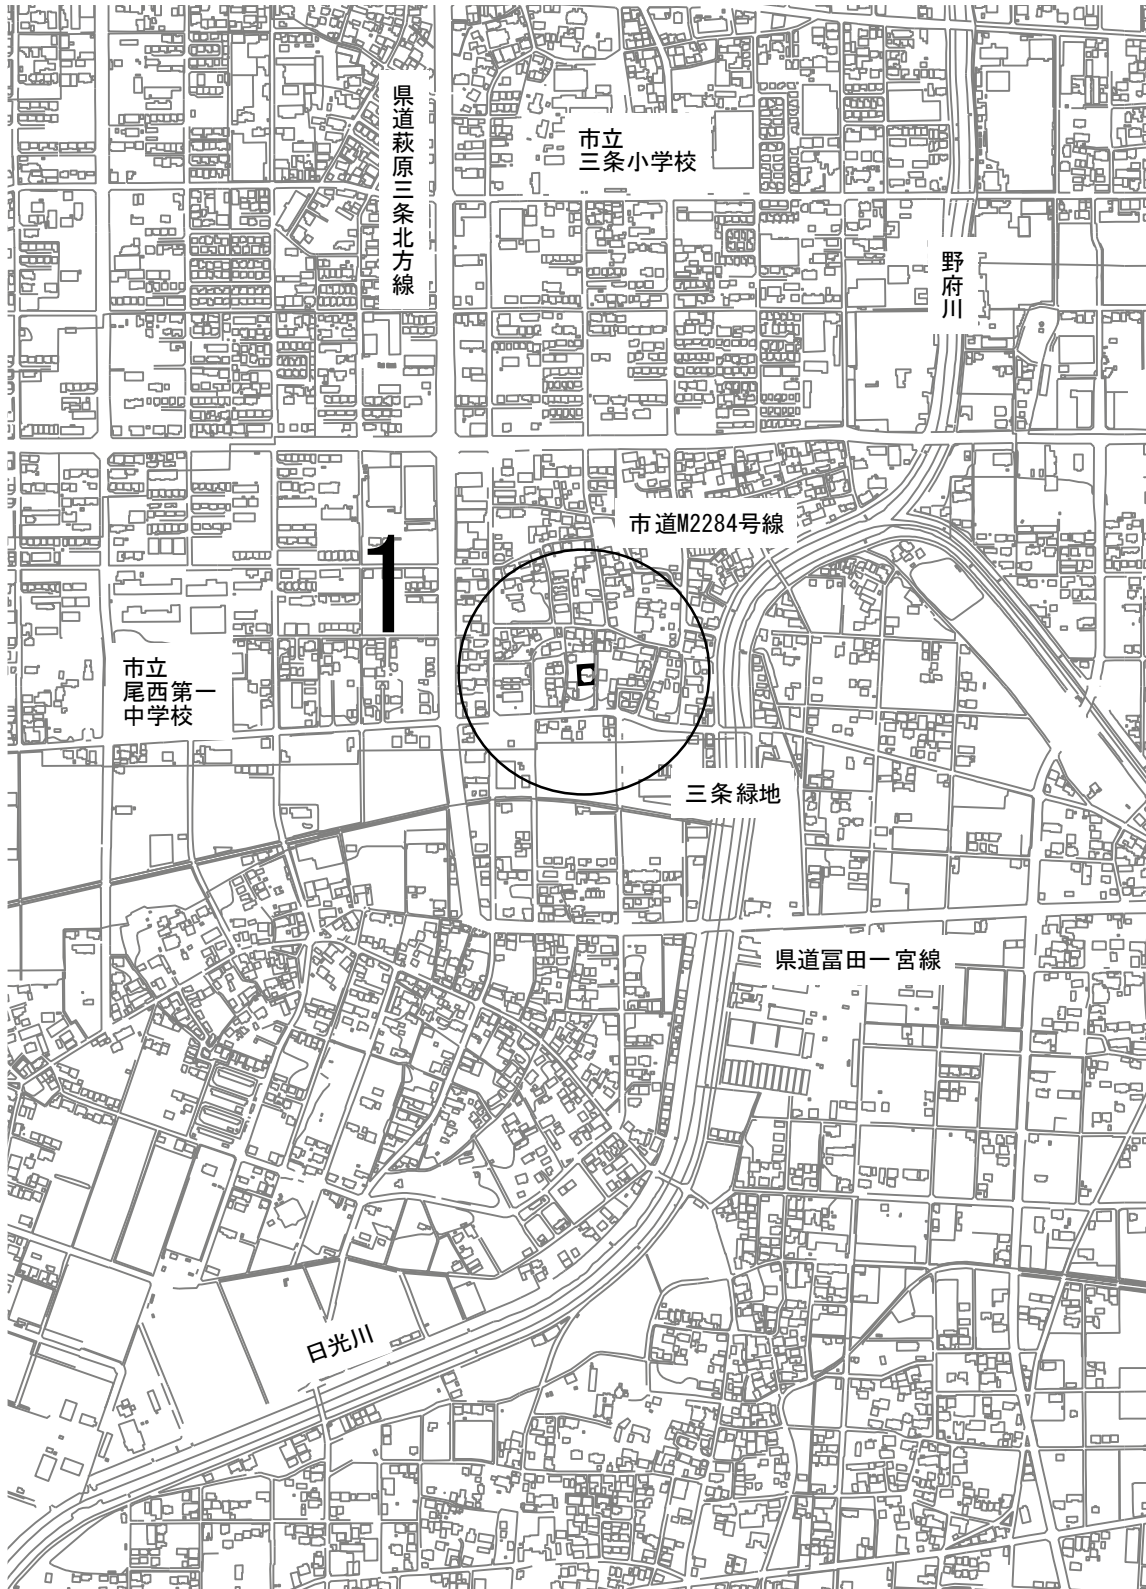 県道萩原三条北方線
市立
三条小学校
野府川
市道M2284号線
1
市立
尾西第一
中学校
三条緑地
県道冨田一宮線
日光川